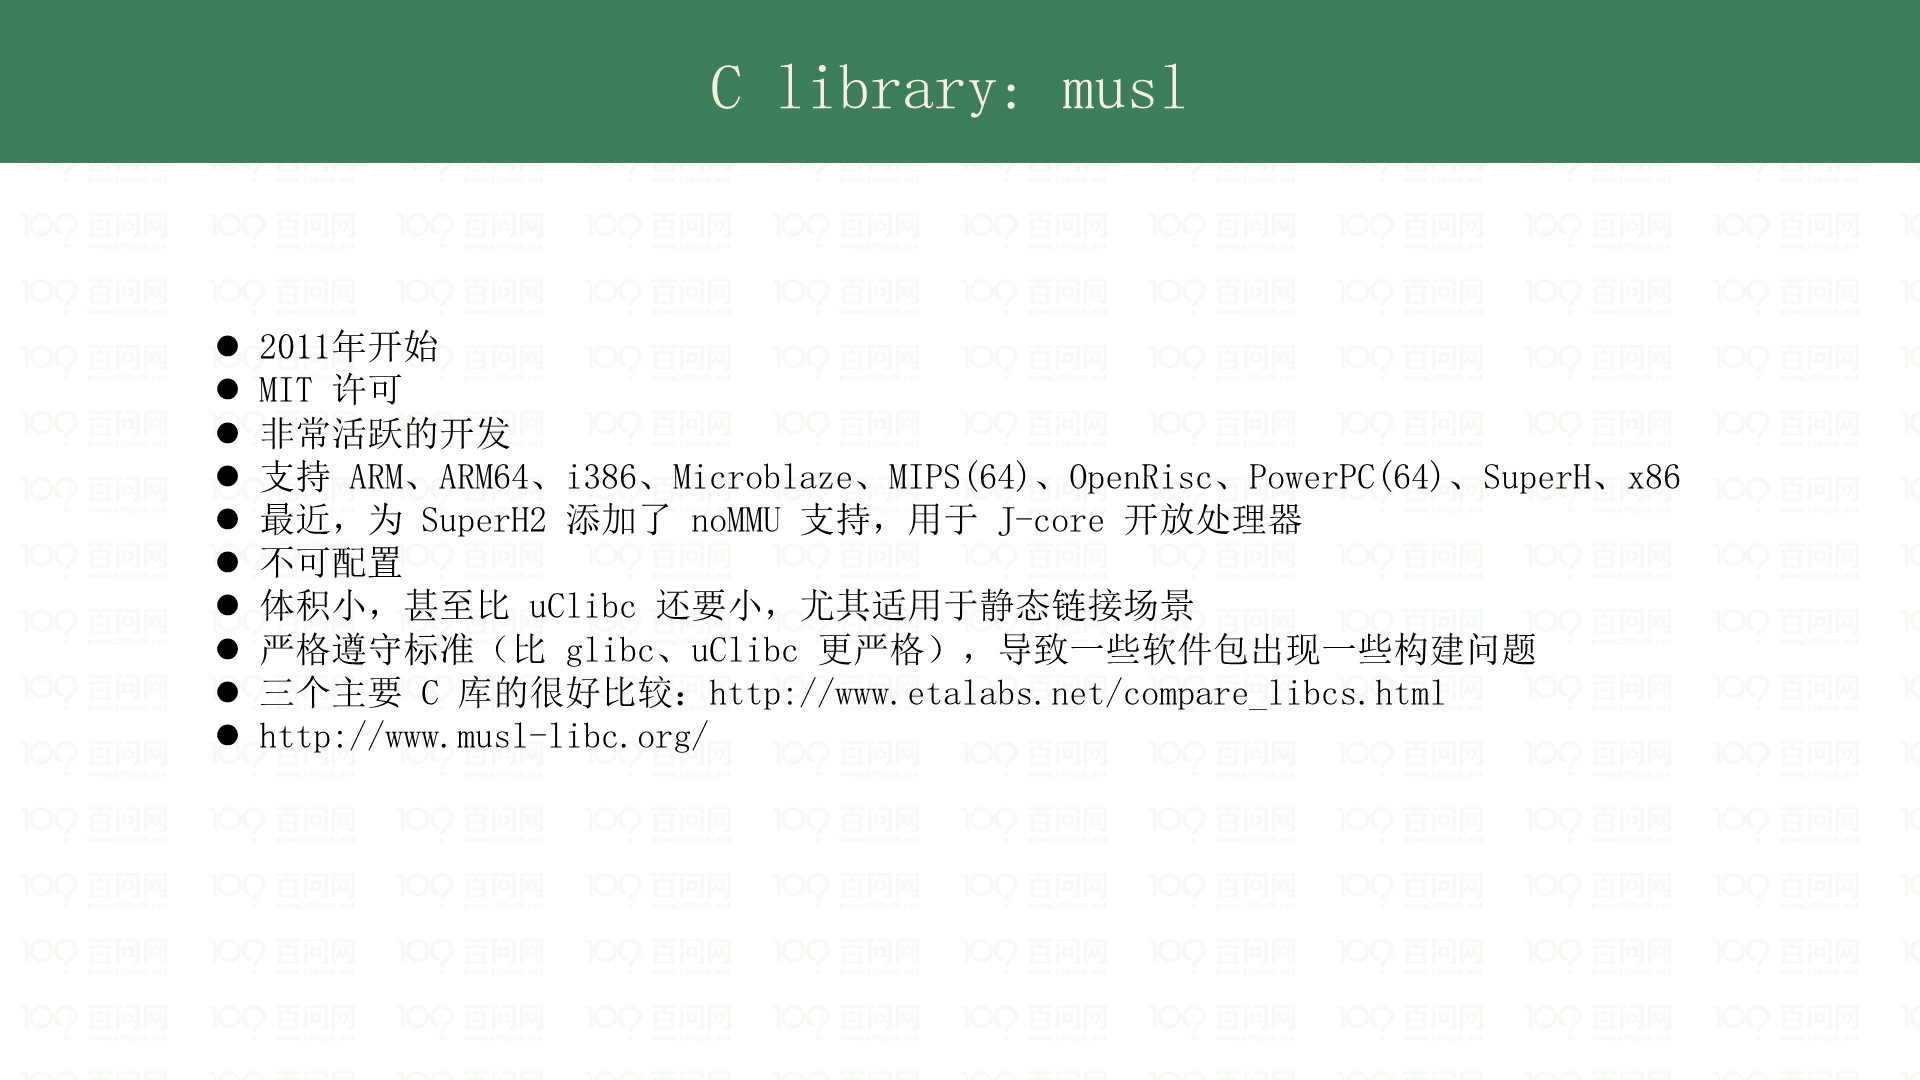 C library: musl
2011年开始
MIT 许可
非常活跃的开发
支持 ARM、ARM64、i386、Microblaze、MIPS(64)、OpenRisc、PowerPC(64)、SuperH、x86
最近，为 SuperH2 添加了 noMMU 支持，用于 J-core 开放处理器
不可配置
体积小，甚至比 uClibc 还要小，尤其适用于静态链接场景
严格遵守标准（比 glibc、uClibc 更严格），导致一些软件包出现一些构建问题
三个主要 C 库的很好比较：http://www.etalabs.net/compare_libcs.html
http://www.musl-libc.org/